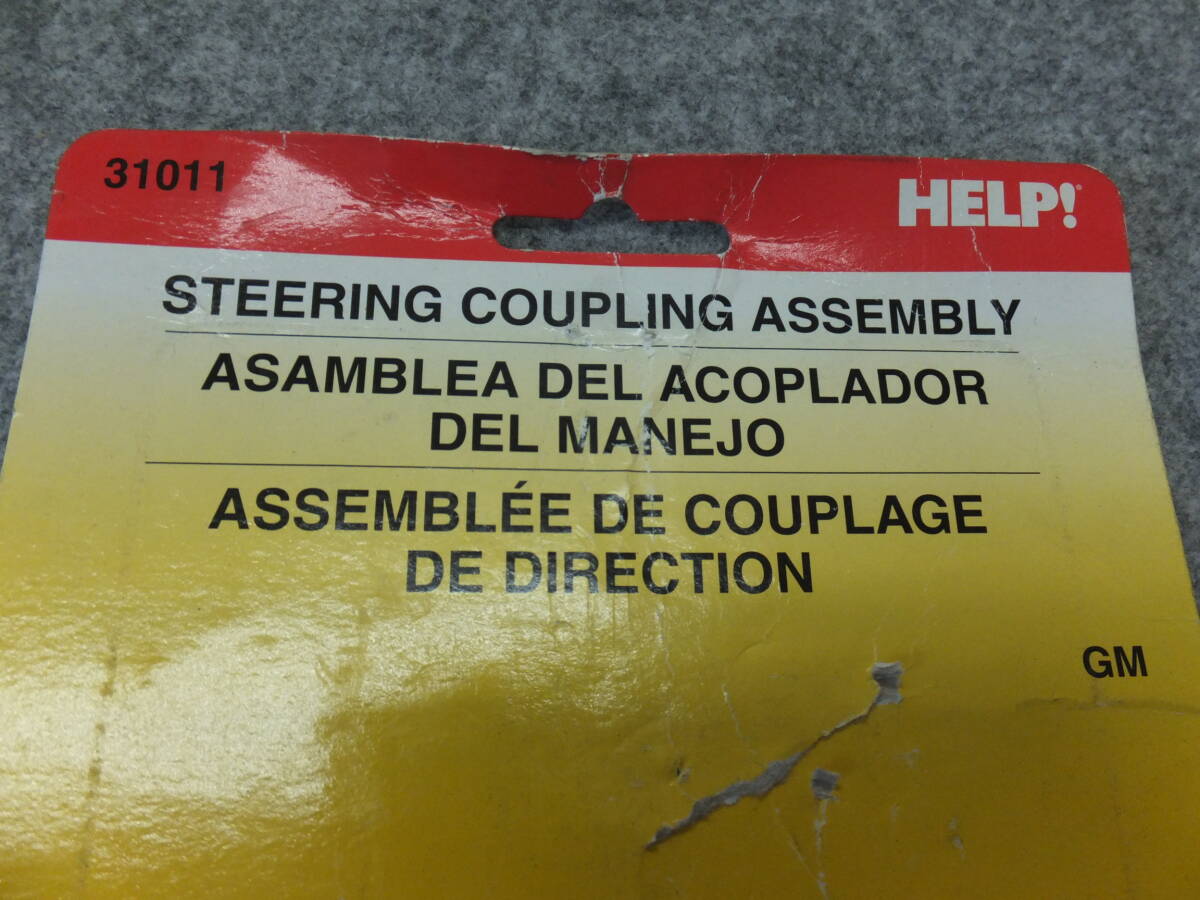 31011
HELP!®
STEERING COUPLING ASSEMBLY
ASAMBLEA DEL ACOPLADOR
DEL MANEJO
ASSEMBLÉE DE COUPLAGE
DE DIRECTION
GM